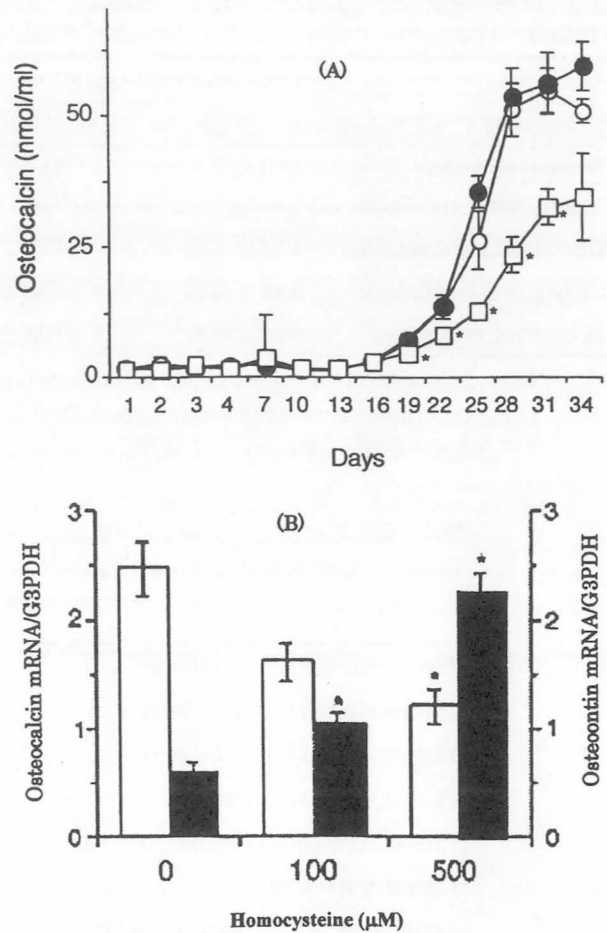 (A)
Osteocalcin (nmol/ml)
50
25
0
1 2 3 4 7 10 13 16 19 22 25 28 31 34
* * * * *
Days
(B)
Osteocalcin mRNA/G3PDH
Osteoontin mRNA/G3PDH
3 3
2 2
1 1
0 0
* * *
0 100 500
Homocysteine (μM)